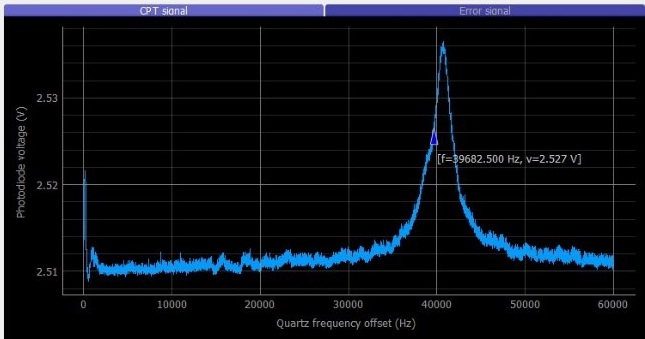 CPT signal
Error signal
Photodiode voltage (V)
2.53
2.52
2.51
[f=39682.500 Hz, v=2.527 V]
0
10000
20000
30000
40000
50000
60000
Quartz frequency offset (Hz)